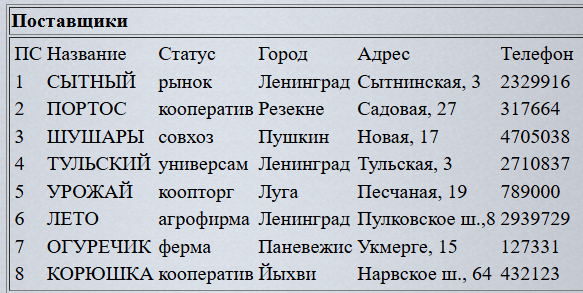 Поставщики
ПС Название Статус Город Адрес Телефон
1 СЫТНЫЙ рынок Ленинград Сытнинская, 3 2329916
2 ПОРТОС кооператив Резекне Садовая, 27 317664
3 ШУШАРЫ совхоз Пушкин Новая, 17 4705038
4 ТУЛЬСКИЙ универсам Ленинград Тульская, 3 2710837
5 УРОЖАЙ коопторг Луга Песчаная, 19 789000
6 ЛЕТО агрофирма Ленинград Пулковское ш.,8 2939729
7 ОГУРЕЧИК ферма Паневежис Укмерге, 15 127331
8 КОРЮШКА кооператив Йыхви Нарвское ш., 64 432123